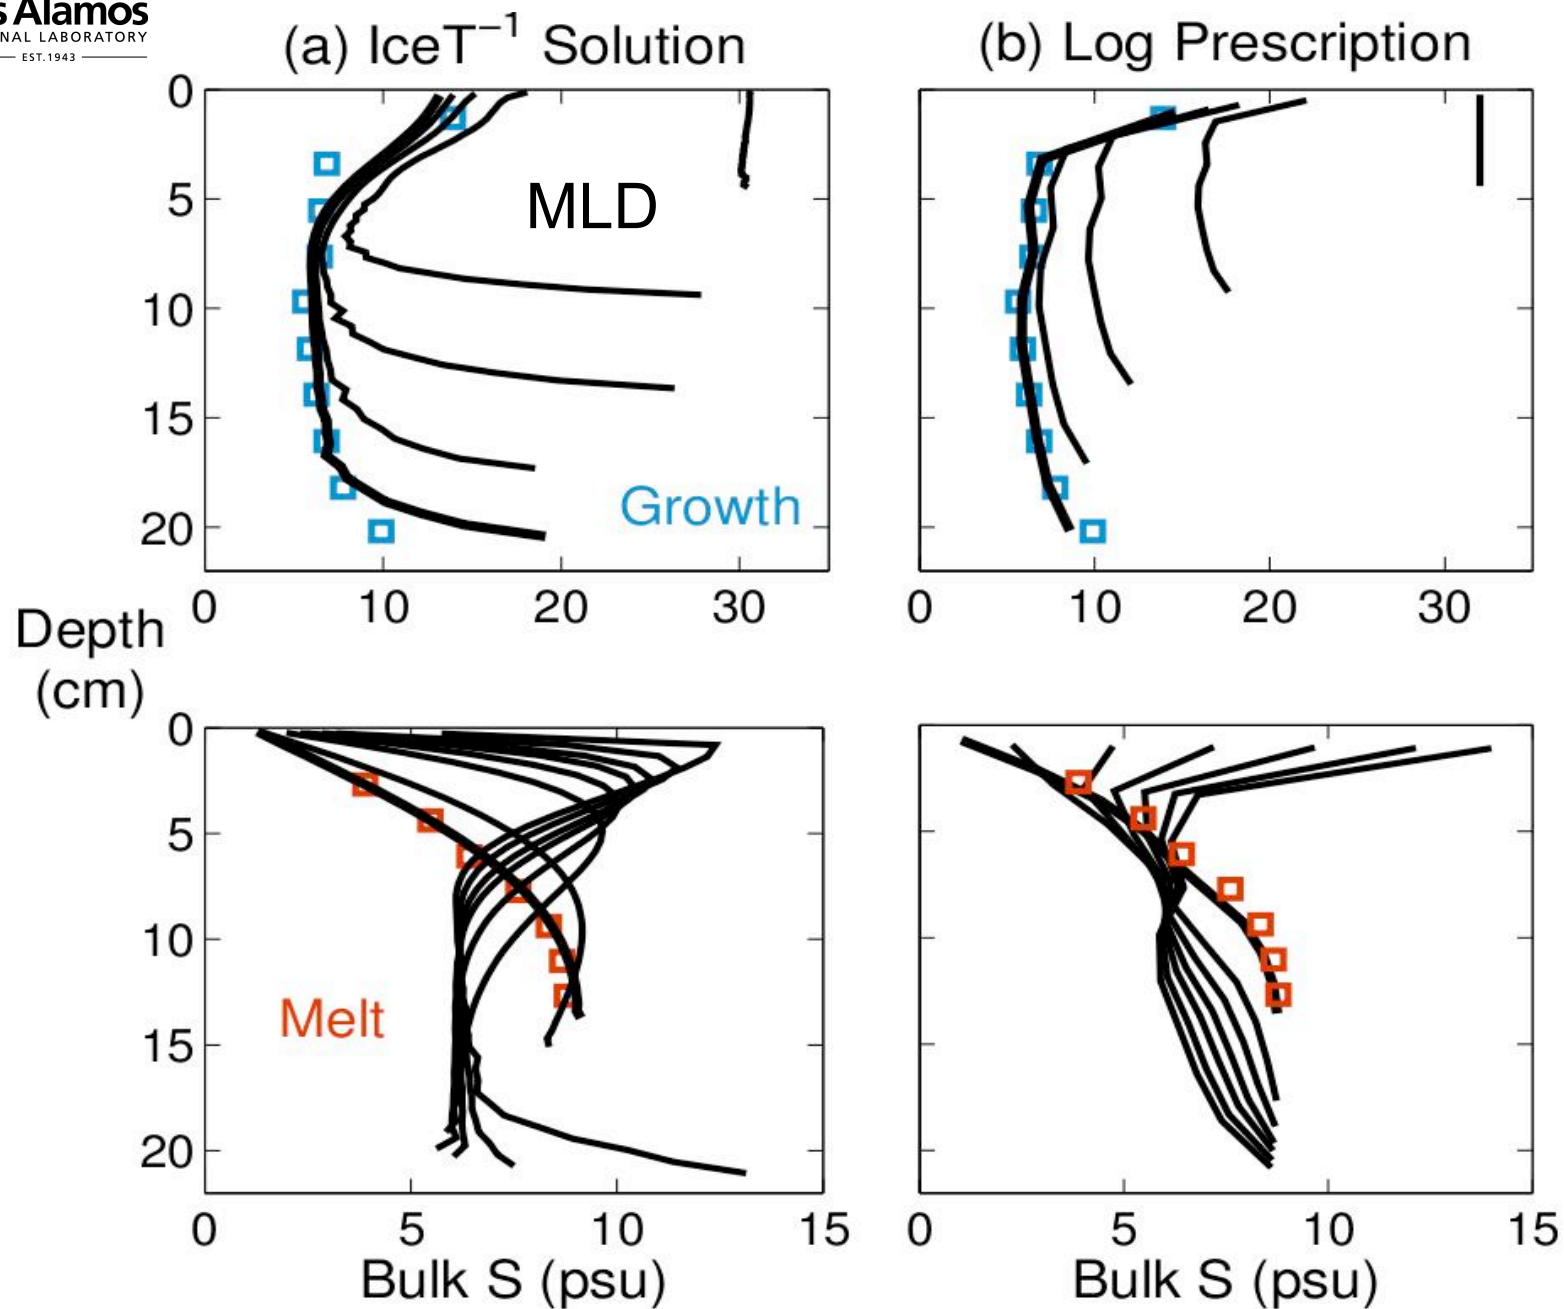 s Alamos
NAL LABORATORY
EST.1943
(a) IceT⁻¹ Solution
(b) Log Prescription
0
5
10
15
20
MLD
Growth
0 10 20 30
0 10 20 30
Depth
(cm)
0
5
10
15
20
Melt
0 5 10 15
0 5 10 15
Bulk S (psu)
Bulk S (psu)